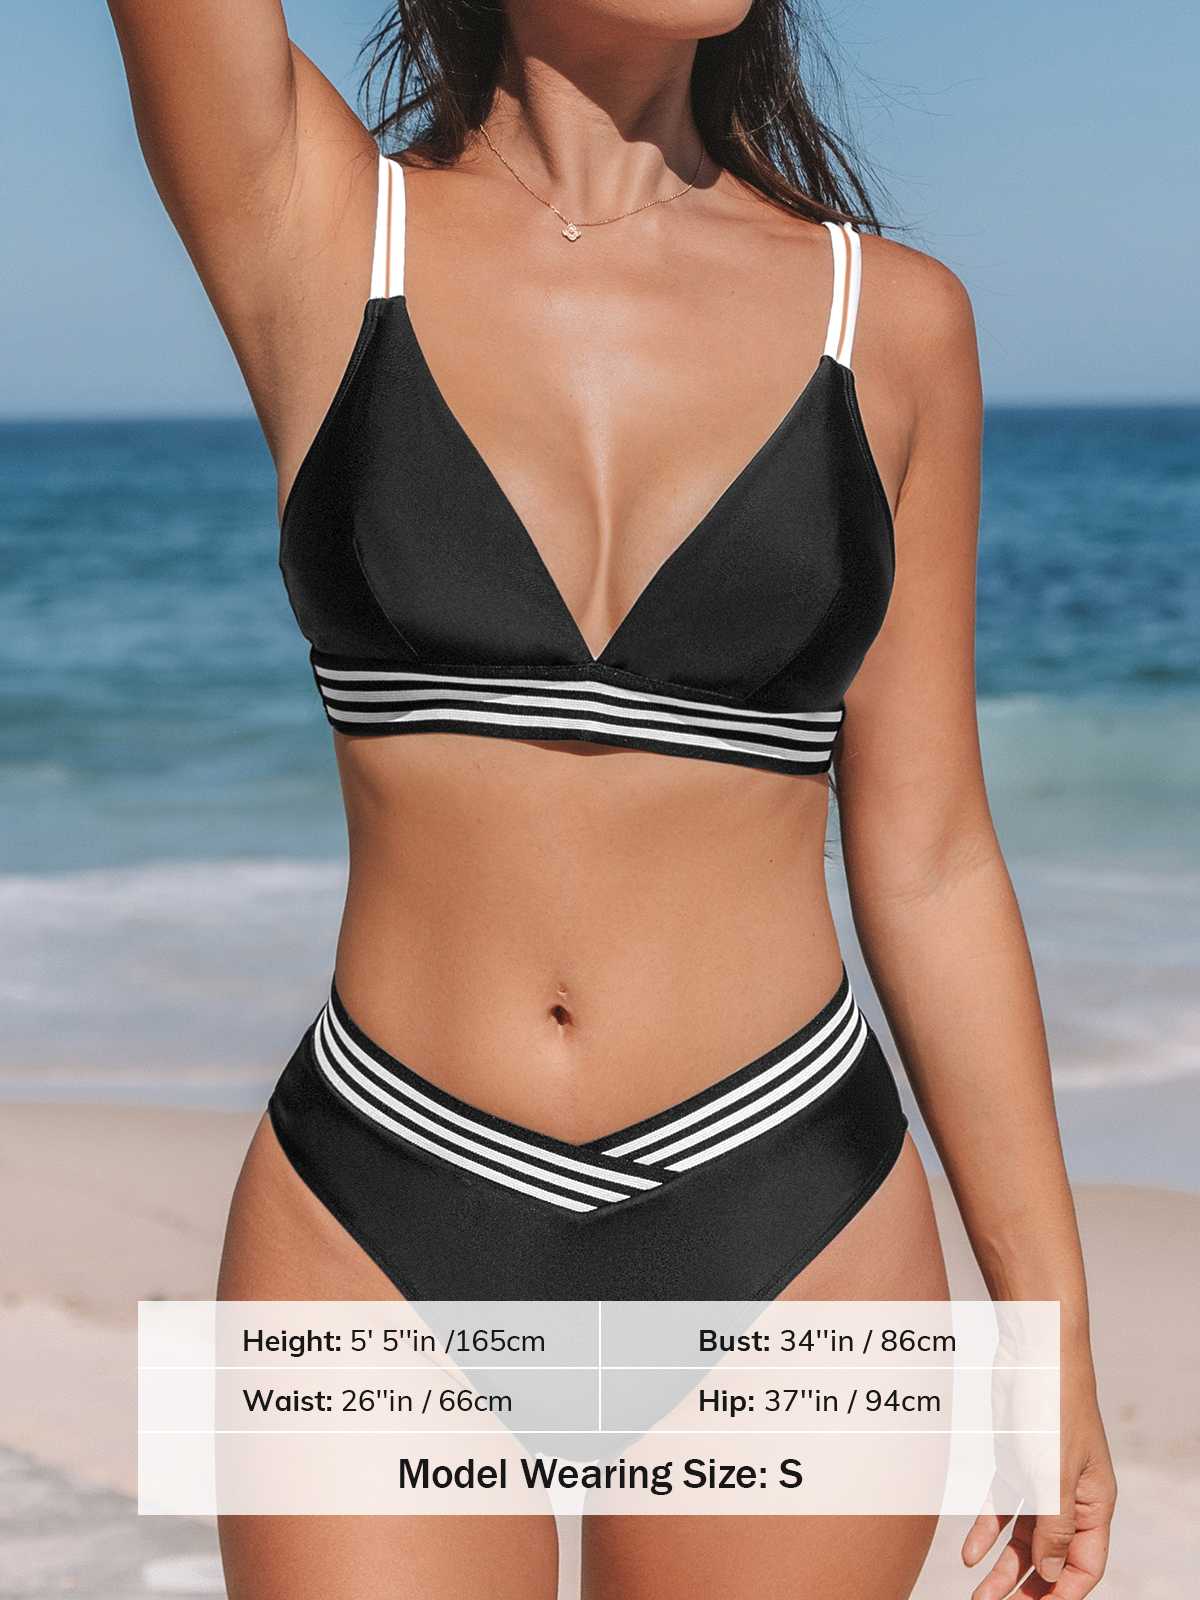 Height: 5' 5''in /165cm Bust: 34''in / 86cm
Waist: 26''in / 66cm Hip: 37''in / 94cm
Model Wearing Size: S